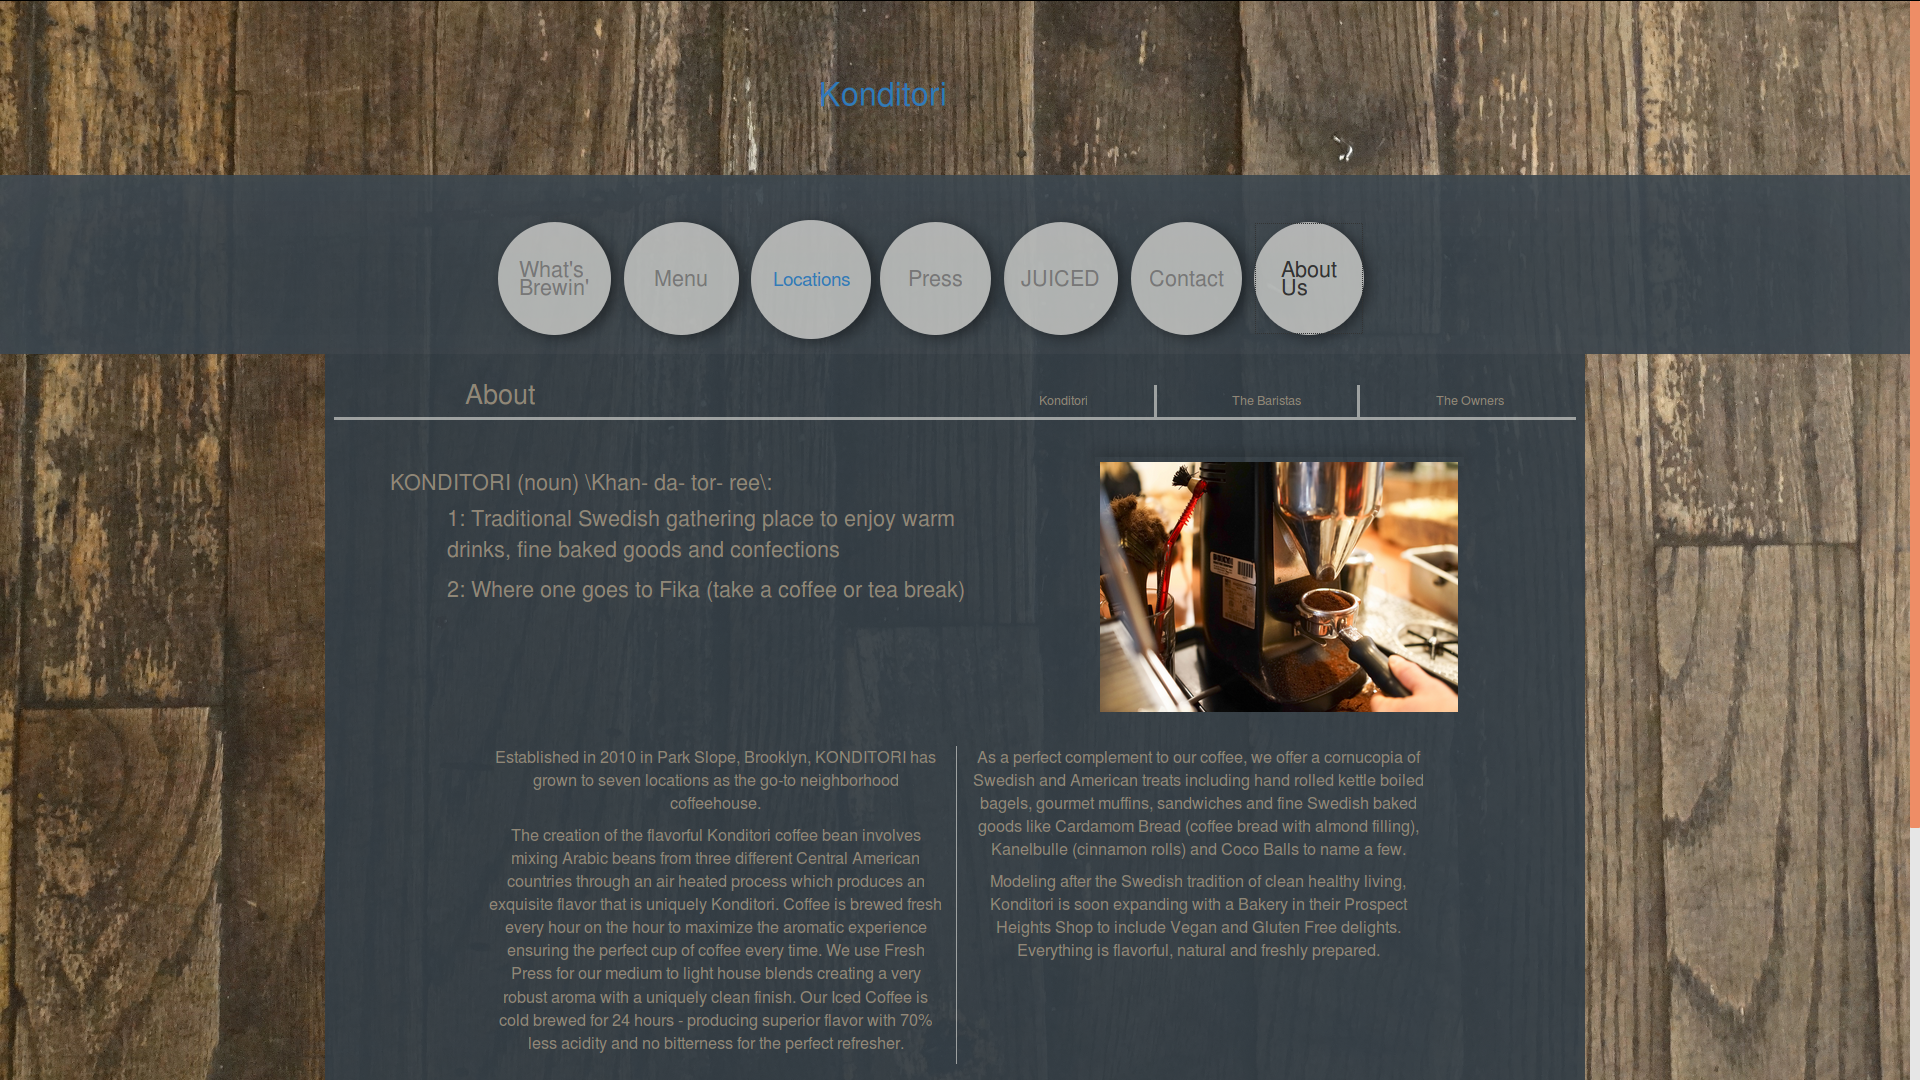 Konditori
What's
Brewin'
Menu
Locations
Press
JUICED
Contact
About
Us
About
Konditori
The Baristas
The Owners
KONDITORI (noun) \Khan- da- tor- ree\:
1: Traditional Swedish gathering place to enjoy warm
drinks, fine baked goods and confections
2: Where one goes to Fika (take a coffee or tea break)
Established in 2010 in Park Slope, Brooklyn, KONDITORI has
grown to seven locations as the go-to neighborhood
coffeehouse.
The creation of the flavorful Konditori coffee bean involves
mixing Arabic beans from three different Central American
countries through an air heated process which produces an
exquisite flavor that is uniquely Konditori. Coffee is brewed fresh
every hour on the hour to maximize the aromatic experience
ensuring the perfect cup of coffee every time. We use Fresh
Press for our medium to light house blends creating a very
robust aroma with a uniquely clean finish. Our Iced Coffee is
cold brewed for 24 hours - producing superior flavor with 70%
less acidity and no bitterness for the perfect refresher.
As a perfect complement to our coffee, we offer a cornucopia of
Swedish and American treats including hand rolled kettle boiled
bagels, gourmet muffins, sandwiches and fine Swedish baked
goods like Cardamom Bread (coffee bread with almond filling),
Kanelbulle (cinnamon rolls) and Coco Balls to name a few.
Modeling after the Swedish tradition of clean healthy living,
Konditori is soon expanding with a Bakery in their Prospect
Heights Shop to include Vegan and Gluten Free delights.
Everything is flavorful, natural and freshly prepared.